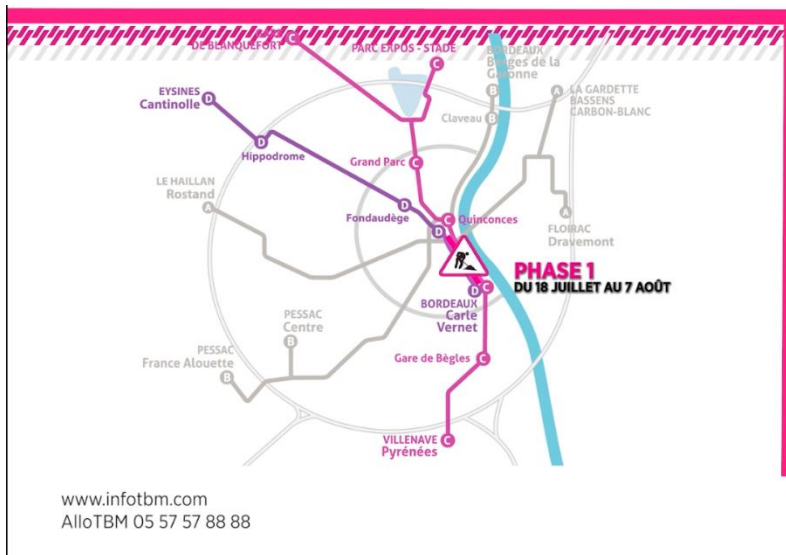 DE BLANQUEFORT
C
PARC EXPOS - STADE
C
BORDEAUX
Berges de la
Garonne
B
LA GARDETTE
BASSENS
CARBON-BLANC
A
EYSINES
Cantinolle
D
Claveau
B
Hippodrome
D
Grand Parc
C
LE HAILLAN
Rostand
A
Fondaudège
D
Quinconces
C
D
FLOIRAC
Dravemont
A
PHASE 1
DU 18 JUILLET AU 7 AOÛT
D
C
BORDEAUX
Carle
Vernet
PESSAC
Centre
B
PESSAC
France Alouette
B
Gare de Bègles
C
VILLENAVE
Pyrénées
C
www.infotbm.com
AlloTBM 05 57 57 88 88